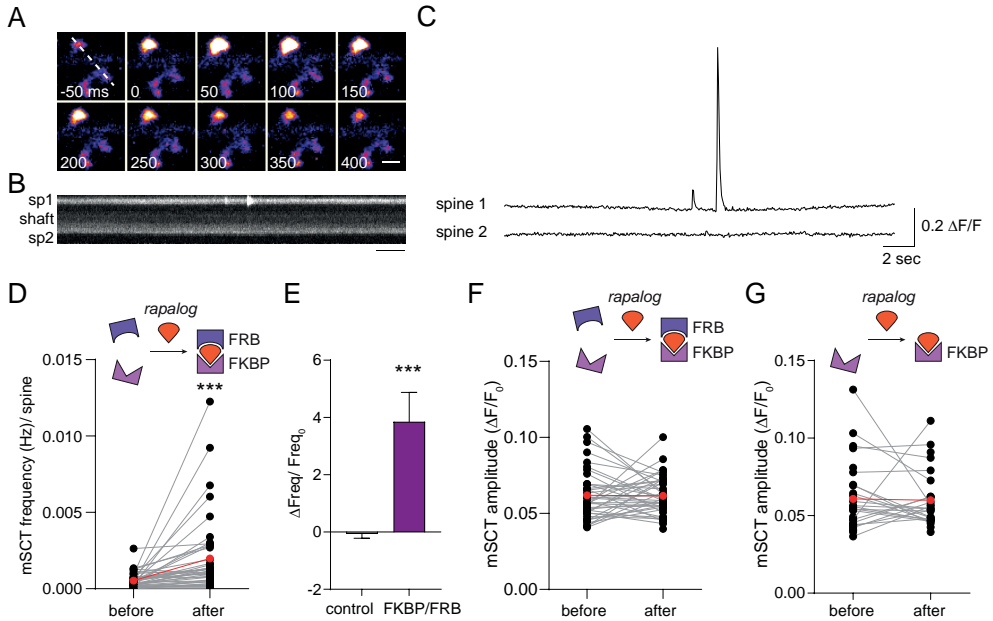 A
-50 ms
0
50
100
150
200
250
300
350
400
B
sp1
shaft
sp2
C
spine 1
spine 2
0.2 ΔF/F
2 sec
D
rapalog
FRB
FKBP
***
mSCT frequency (Hz)/ spine
0.015
0.010
0.005
0.000
before
after
E
ΔFreq/ Freq0
6
4
2
0
-2
***
control
FKBP/FRB
F
rapalog
FRB
FKBP
mSCT amplitude (ΔF/F0)
0.15
0.10
0.05
0.00
before
after
G
rapalog
FKBP
mSCT amplitude (ΔF/F0)
0.15
0.10
0.05
0.00
before
after